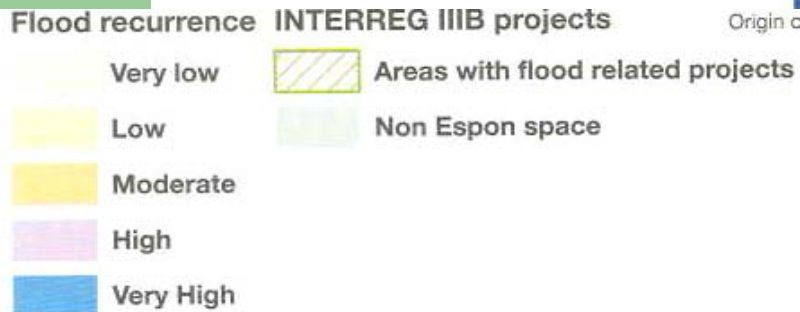 Flood recurrence
Very low
Low
Moderate
High
Very High
INTERREG IIIB projects
Areas with flood related projects
Non Espon space
Origin